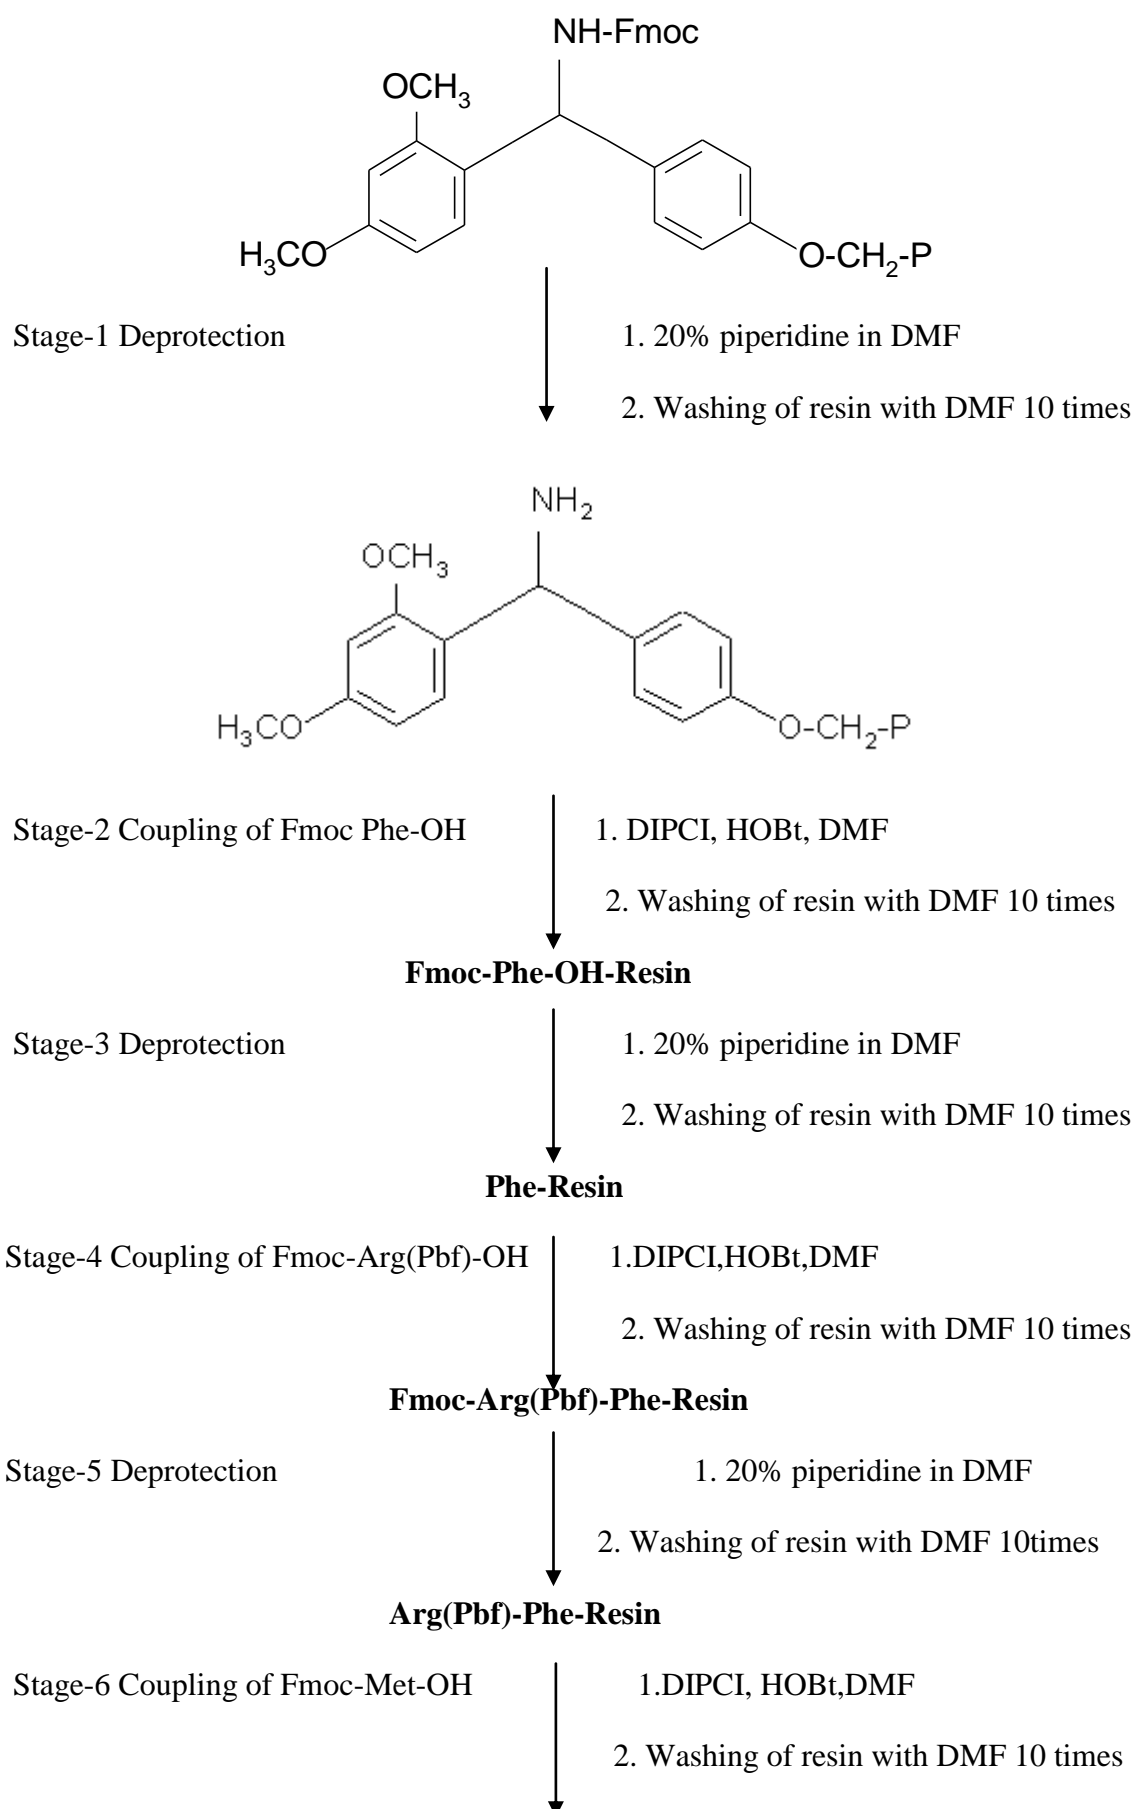 NH-Fmoc
OCH3
H3CO
O-CH2-P
Stage-1 Deprotection 1. 20% piperidine in DMF
2. Washing of resin with DMF 10 times
NH2
OCH3
H3CO
O-CH2-P
Stage-2 Coupling of Fmoc Phe-OH 1. DIPCI, HOBt, DMF
2. Washing of resin with DMF 10 times
Fmoc-Phe-OH-Resin
Stage-3 Deprotection 1. 20% piperidine in DMF
2. Washing of resin with DMF 10 times
Phe-Resin
Stage-4 Coupling of Fmoc-Arg(Pbf)-OH 1.DIPCI,HOBt,DMF
2. Washing of resin with DMF 10 times
Fmoc-Arg(Pbf)-Phe-Resin
Stage-5 Deprotection 1. 20% piperidine in DMF
2. Washing of resin with DMF 10times
Arg(Pbf)-Phe-Resin
Stage-6 Coupling of Fmoc-Met-OH 1.DIPCI, HOBt,DMF
2. Washing of resin with DMF 10 times